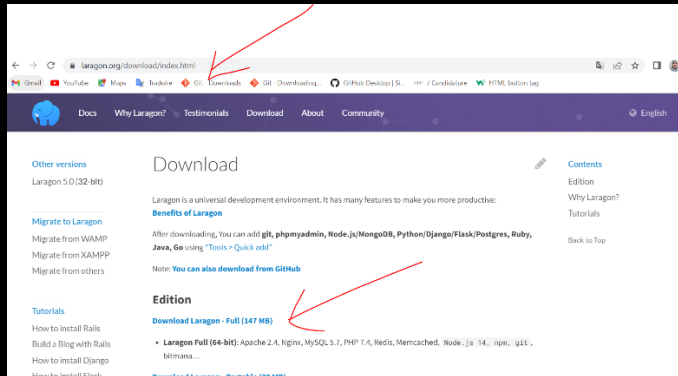 laragon.org/download/index.html
Gmail YouTube Maps Traduire Git - Downloads Git - Downloading... GitHub Desktop | Si... / Candidature HTML button tag
Docs Why Laragon? Testimonials Download About Community English
Other versions
Laragon 5.0 (32-bit)
Migrate to Laragon
Migrate from WAMP
Migrate from XAMPP
Migrate from others
Tutorials
How to install Rails
Build a Blog with Rails
How to install Django
How to install Flask
Download
Laragon is a universal development environment. It has many features to make you more productive:
Benefits of Laragon
After downloading, You can add git, phpmyadmin, Node.js/MongoDB, Python/Django/Flask/Postgres, Ruby,
Java, Go using "Tools > Quick add"
Note: You can also download from GitHub
Edition
Download Laragon - Full (147 MB)
• Laragon Full (64-bit): Apache 2.4, Nginx, MySQL 5.7, PHP 7.4, Redis, Memcached, Node.js 14, npm, git,
bitmana...
Contents
Edition
Why Laragon?
Tutorials
Back to Top